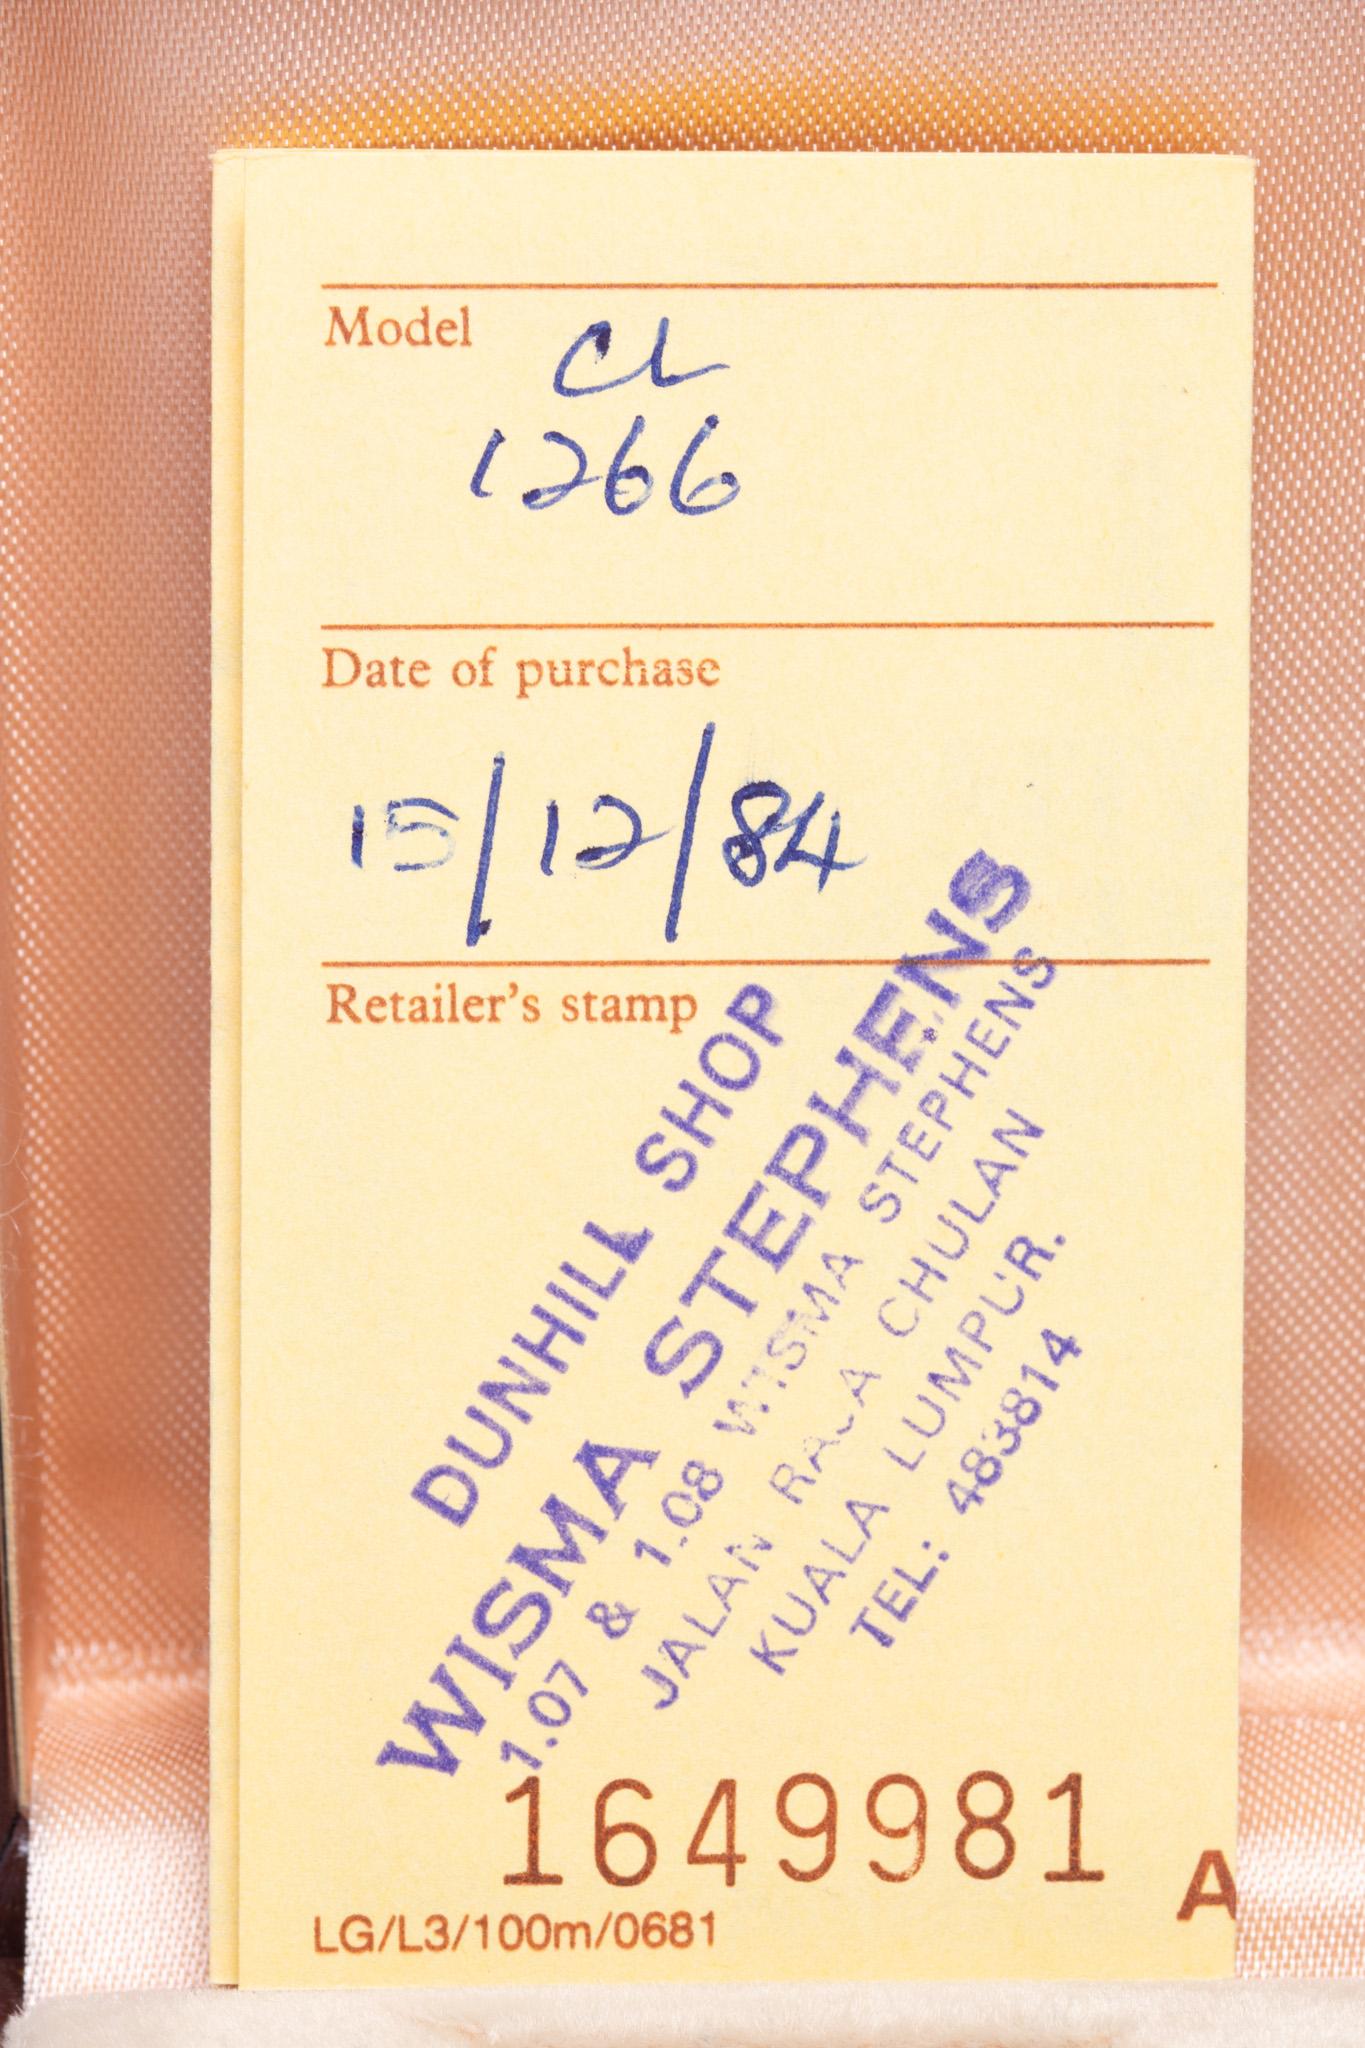 Model
CL
1266
Date of purchase
15/12/84
Retailer's stamp
DUNHILL SHOP
WISMA STEPHENS
1.07 & 1.08 WISMA STEPHENS
JALAN RAJA CHULAN
KUALA LUMPUR.
TEL: 483814
1649981
A
LG/L3/100m/0681